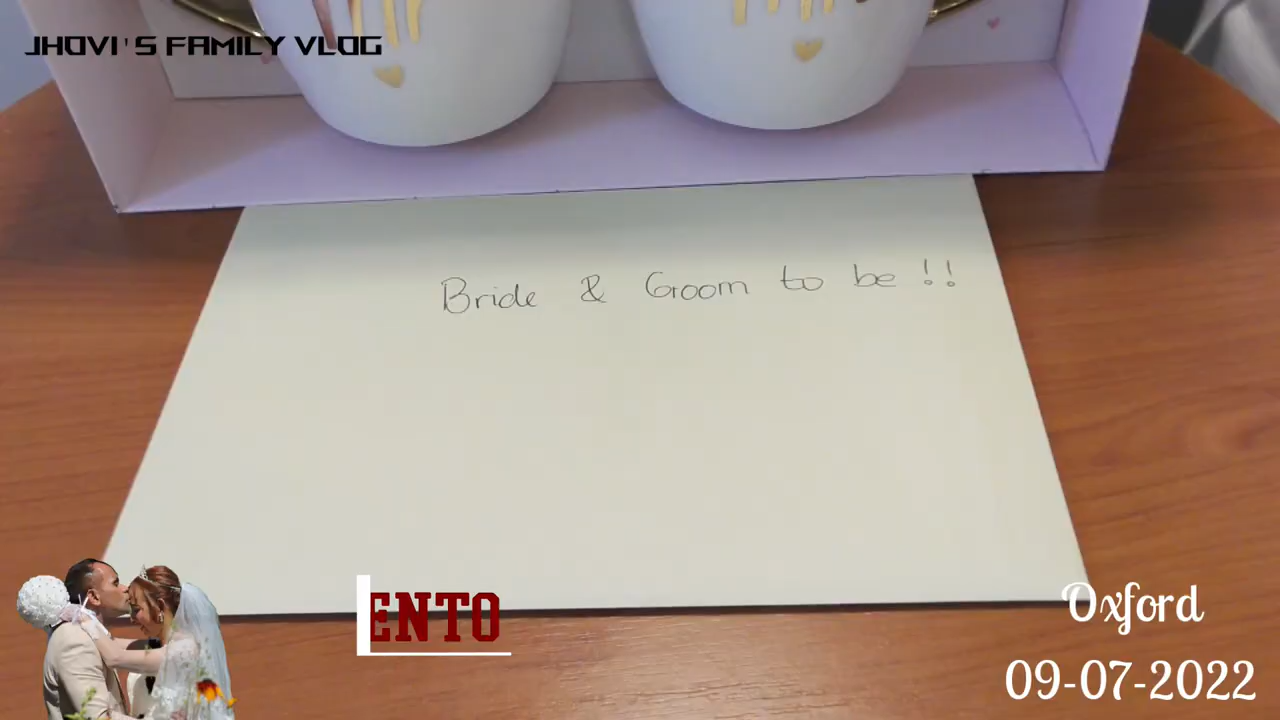 JHOVI'S FAMILY VLOG
Bride & Groom to be !!
ENTO
Oxford
09-07-2022